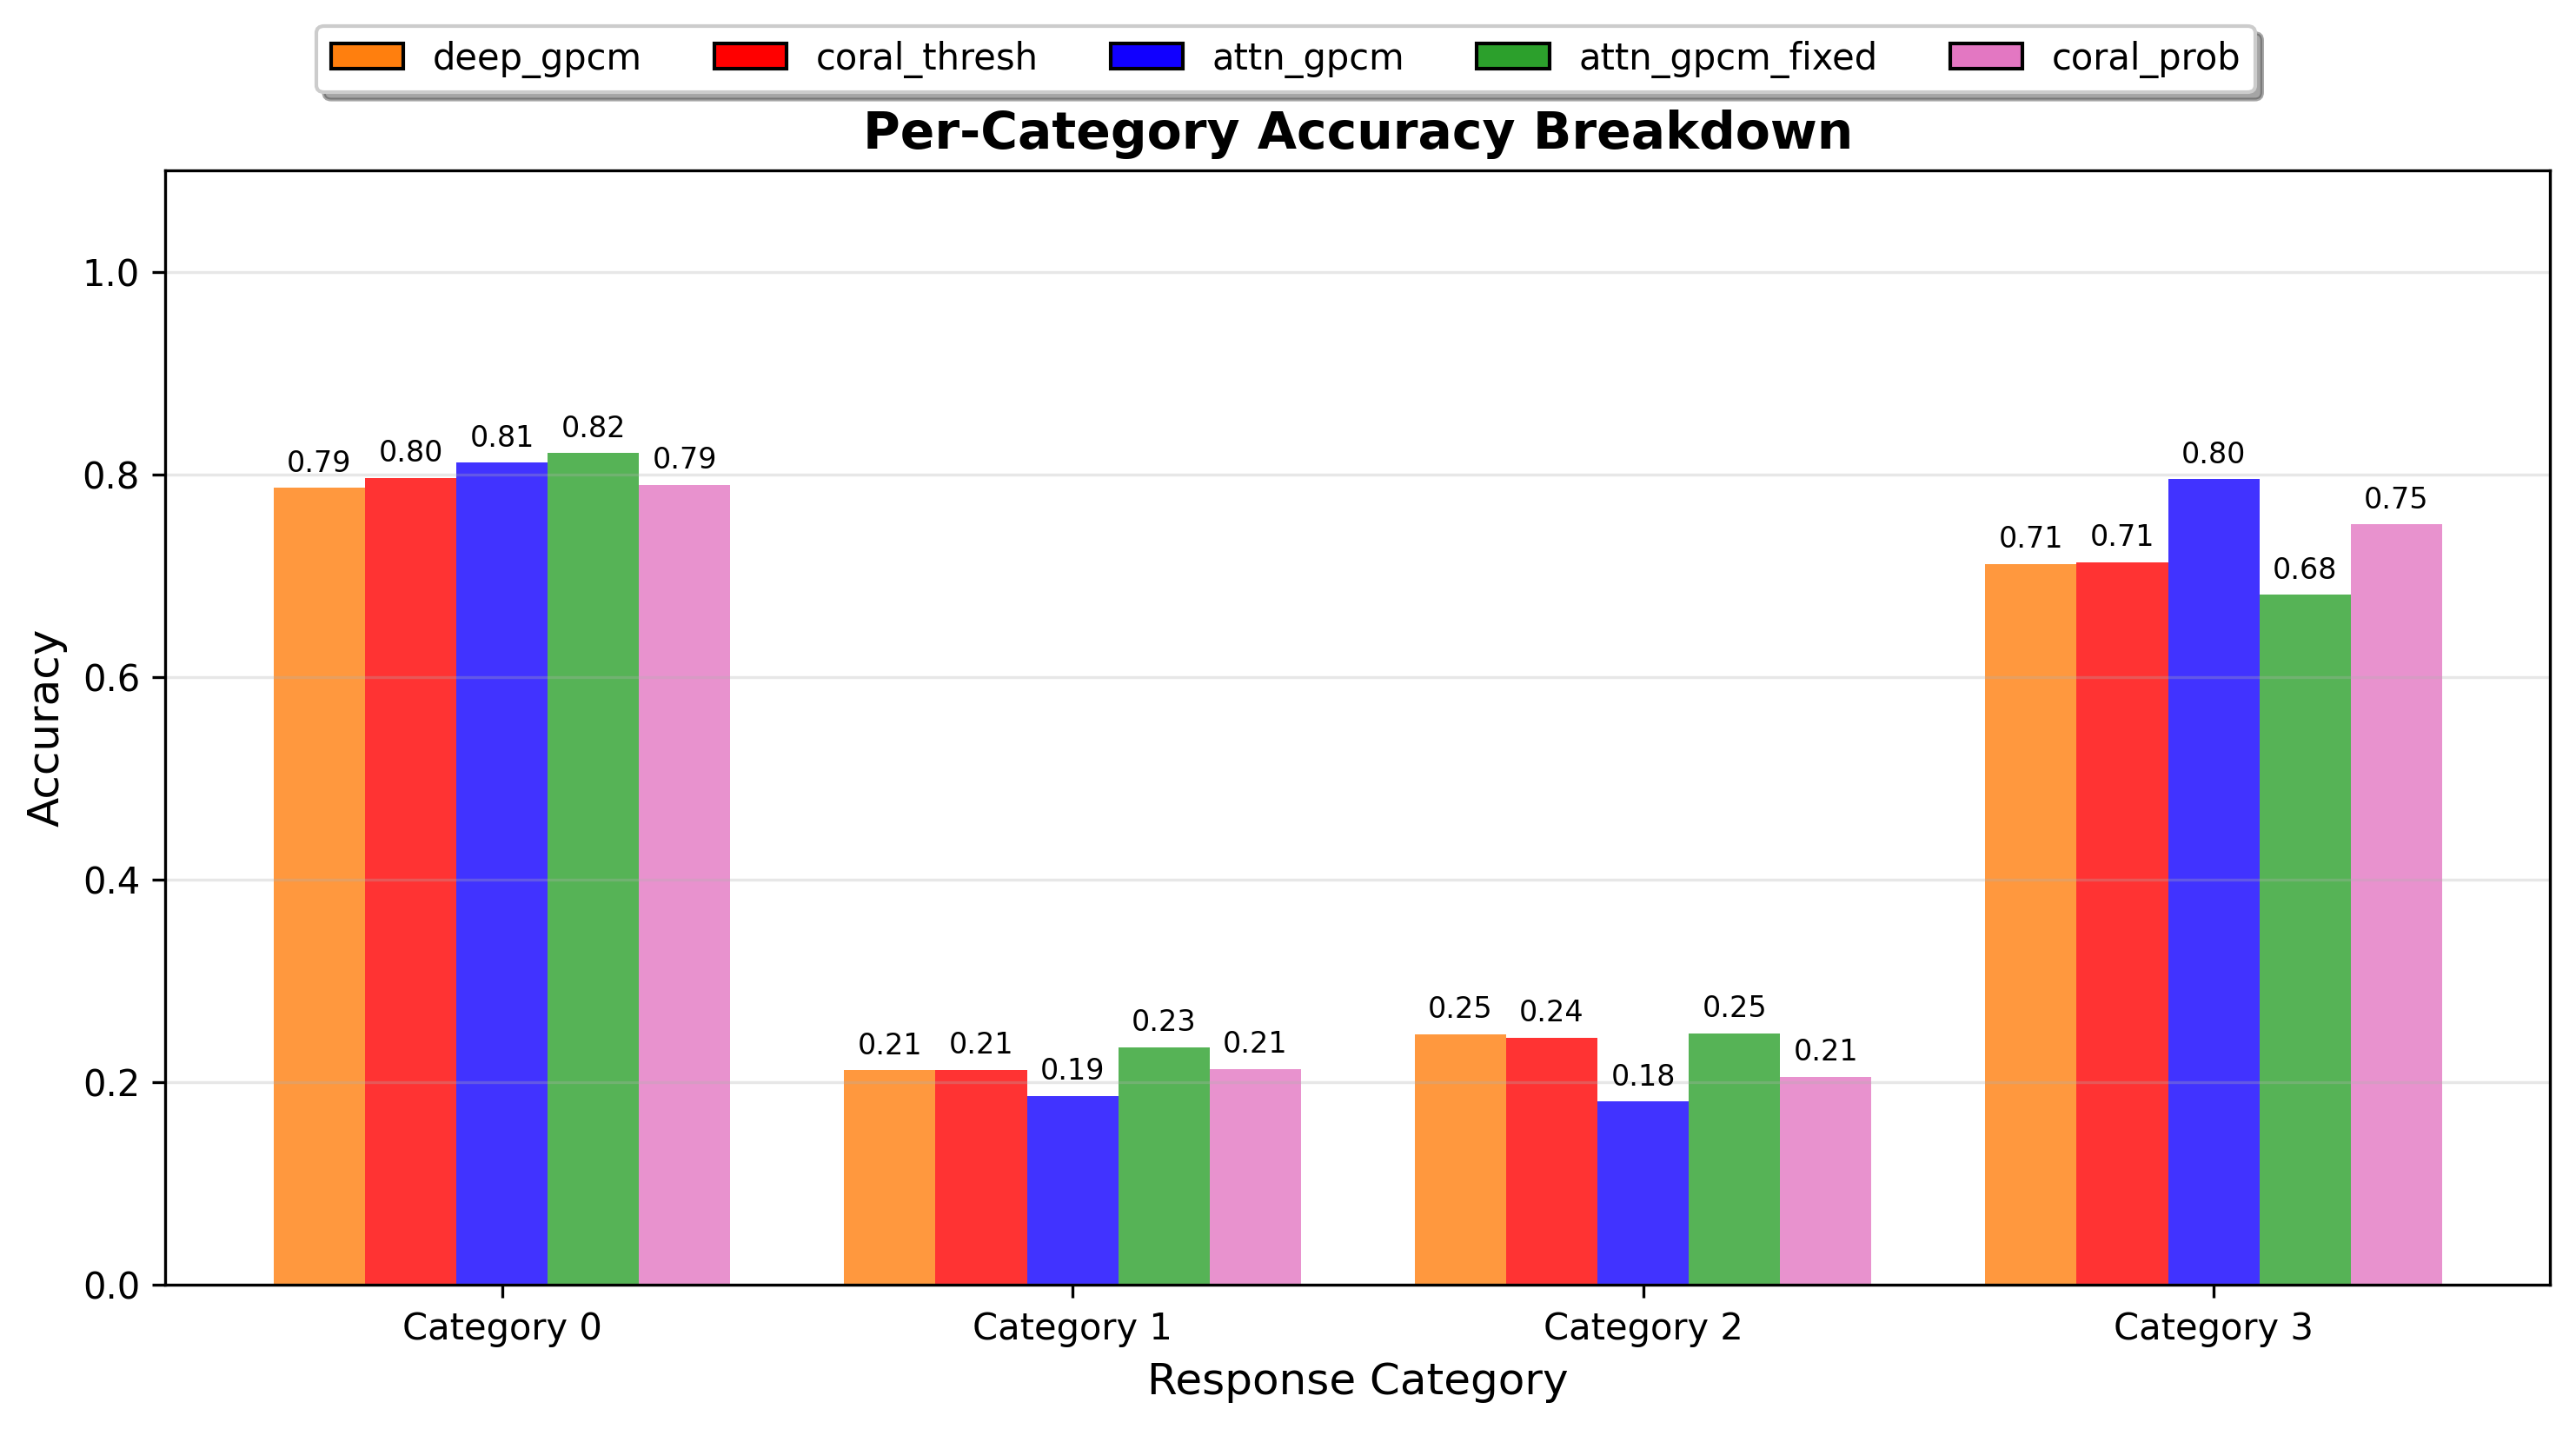 deep_gpcm coral_thresh attn_gpcm attn_gpcm_fixed coral_prob
Per-Category Accuracy Breakdown
Accuracy
1.0
0.8
0.6
0.4
0.2
0.0
0.79 0.80 0.81 0.82 0.79
0.21 0.21 0.19 0.23 0.21
0.25 0.24 0.18 0.25 0.21
0.71 0.71 0.80 0.68 0.75
Category 0 Category 1 Category 2 Category 3
Response Category